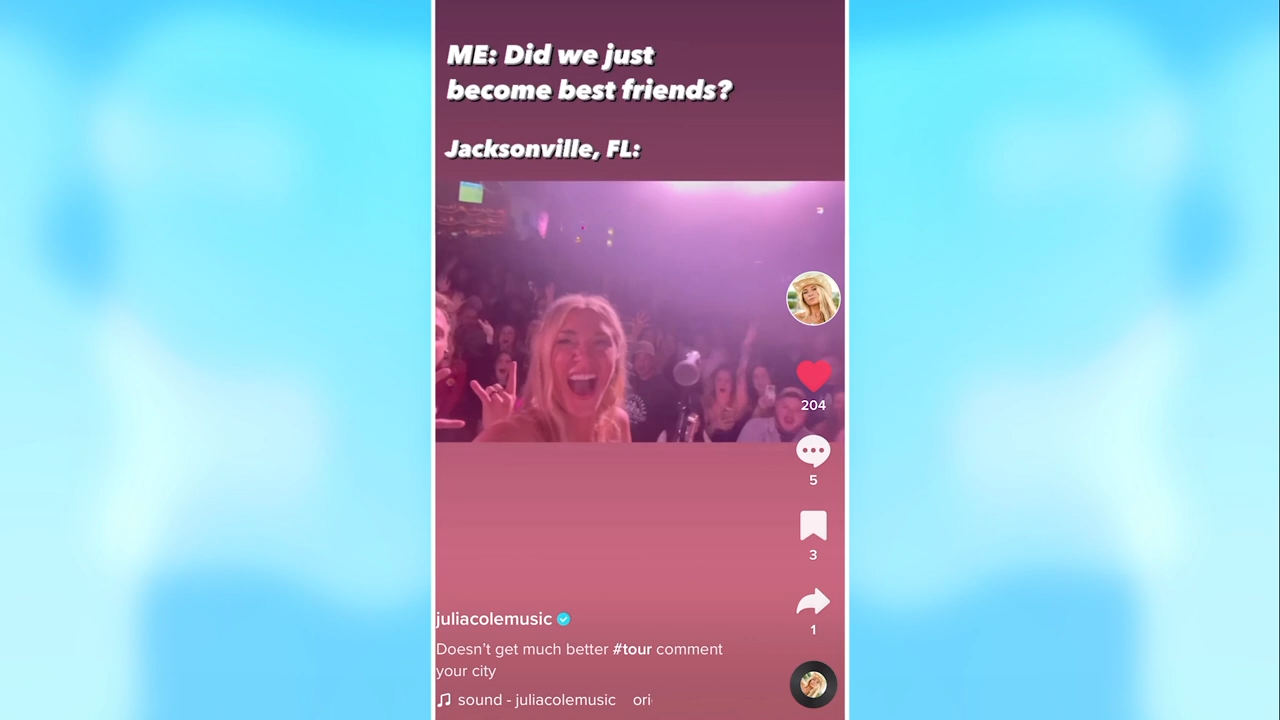 ME: Did we just
become best friends?
Jacksonville, FL:
204
5
3
1
juliacolemusic
Doesn't get much better #tour comment
your city
sound - juliacolemusic ori